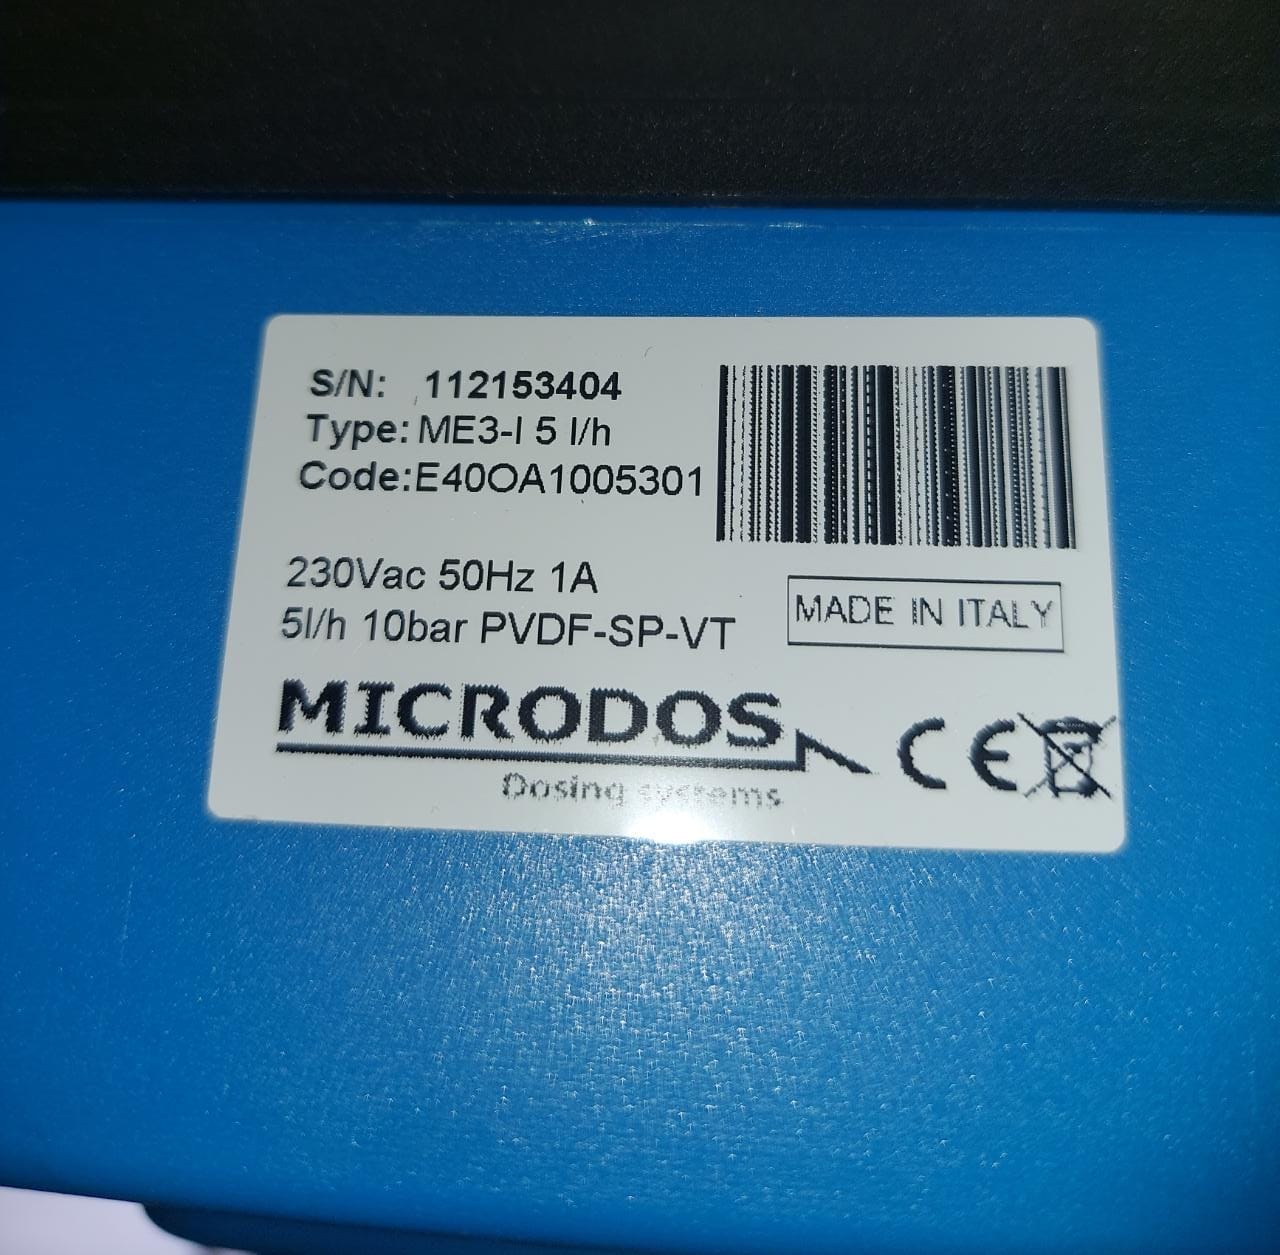 S/N: 112153404
Type: ME3-I 5 l/h
Code:E40OA1005301
230Vac 50Hz 1A
5l/h 10bar PVDF-SP-VT
MADE IN ITALY
MICRODOS
Dosing systems
CE